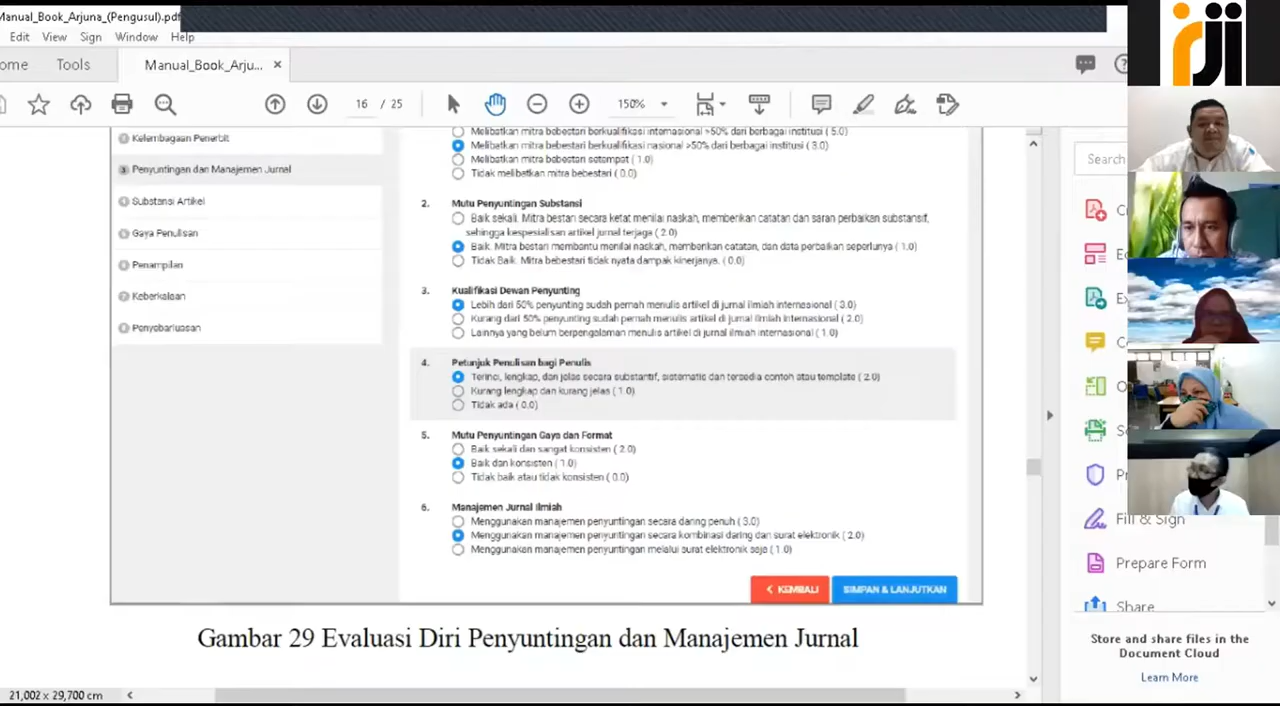 Manual_Book_Arjuna_(Pengusul).pdf
Edit View Sign Window Help
ome Tools Manual_Book_Arju... ×
16 / 25 150%
Kelembagaan Penerbit
3 Penyuntingan dan Manajemen Jurnal
Substansi Artikel
Gaya Penulisan
Penampilan
Keberkalaan
Penyebarluasan
Melibatkan mitra bebestari berkualifikasi internasional >50% dari berbagai institusi ( 5.0)
Melibatkan mitra bebestari berkualifikasi nasional >50% dari berbagai institusi ( 3.0)
Melibatkan mitra bebestari setempat ( 1.0)
Tidak melibatkan mitra bebestari ( 0.0)
2. Mutu Penyuntingan Substansi
Baik sekali. Mitra bestari secara ketat menilai naskah, memberikan catatan dan saran perbaikan substansif,
sehingga kespesialisan artikel jurnal terjaga ( 2.0)
Baik. Mitra bestari membantu menilai naskah, memberikan catatan, dan data perbaikan seperlunya ( 1.0)
Tidak Baik. Mitra bebestari tidak nyata dampak kinerjanya. ( 0.0)
3. Kualifikasi Dewan Penyunting
Lebih dari 50% penyunting sudah pernah menulis artikel di jurnal ilmiah internasional ( 3.0)
Kurang dari 50% penyunting sudah pernah menulis artikel di jurnal ilmiah internasional ( 2.0)
Lainnya yang belum berpengalaman menulis artikel di jurnal ilmiah internasional ( 1.0)
4. Petunjuk Penulisan bagi Penulis
Terinci, lengkap, dan jelas secara substantif, sistematis dan tersedia contoh atau template ( 2.0)
Kurang lengkap dan kurang jelas ( 1.0)
Tidak ada ( 0.0)
5. Mutu Penyuntingan Gaya dan Format
Baik sekali dan sangat konsisten ( 2.0)
Baik dan konsisten ( 1.0)
Tidak baik atau tidak konsisten ( 0.0)
6. Manajemen Jurnal Ilmiah
Menggunakan manajemen penyuntingan secara daring penuh ( 3.0)
Menggunakan manajemen penyuntingan secara kombinasi daring dan surat elektronik ( 2.0)
Menggunakan manajemen penyuntingan melalui surat elektronik saja ( 1.0)
KEMBALI SIMPAN & LANJUTKAN
Gambar 29 Evaluasi Diri Penyuntingan dan Manajemen Jurnal
21,002 x 29,700 cm
Search
Fill & Sign
Prepare Form
Share
Store and share files in the
Document Cloud
Learn More
rji